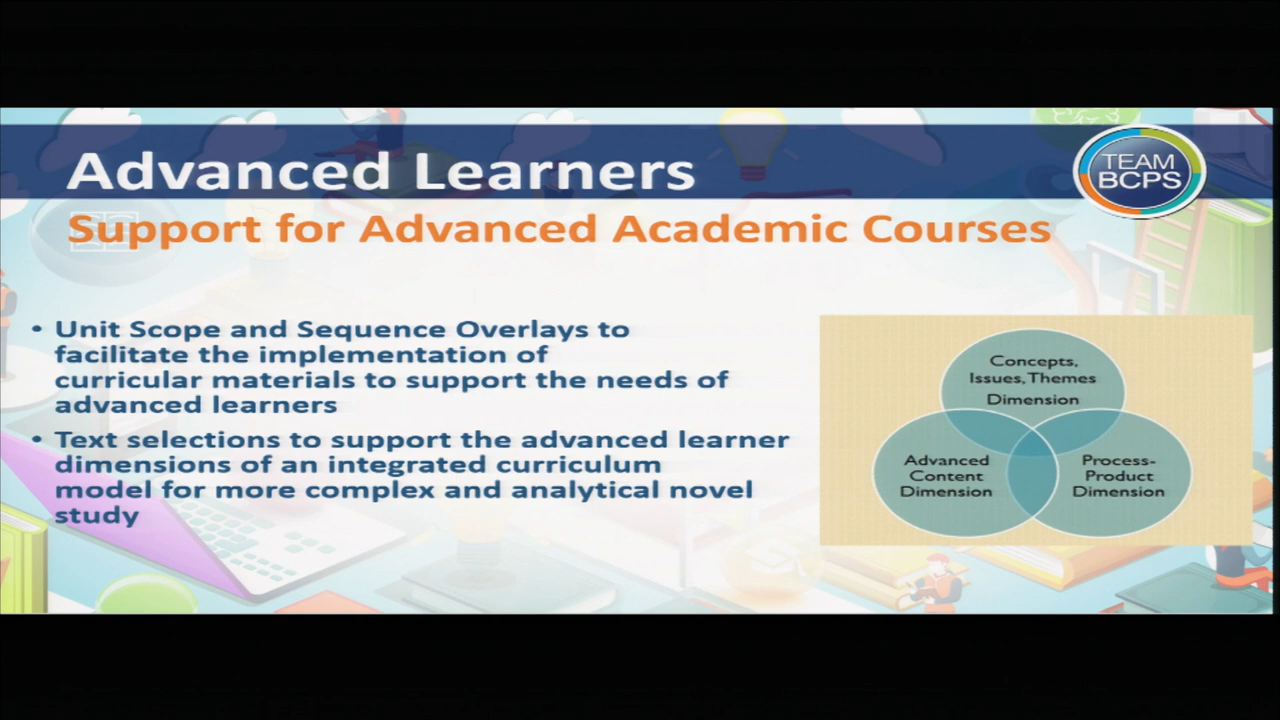 Advanced Learners
TEAM
BCPS
Support for Advanced Academic Courses
• Unit Scope and Sequence Overlays to
facilitate the implementation of
curricular materials to support the needs of
advanced learners
• Text selections to support the advanced learner
dimensions of an integrated curriculum
model for more complex and analytical novel
study
Concepts,
Issues, Themes
Dimension
Advanced
Content
Dimension
Process-
Product
Dimension